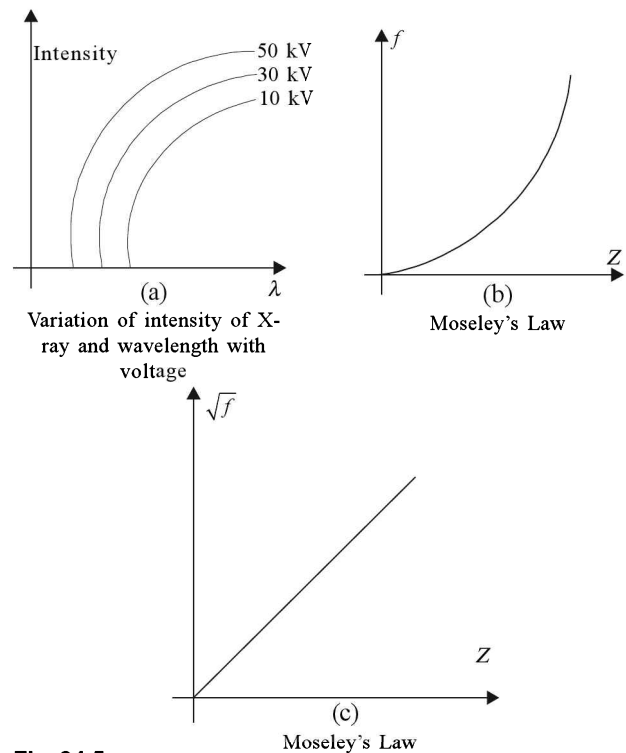 Intensity
50 kV
30 kV
10 kV
λ
(a)
Variation of intensity of X-
ray and wavelength with
voltage
f
Z
(b)
Moseley's Law
√f
Z
(c)
Moseley's Law